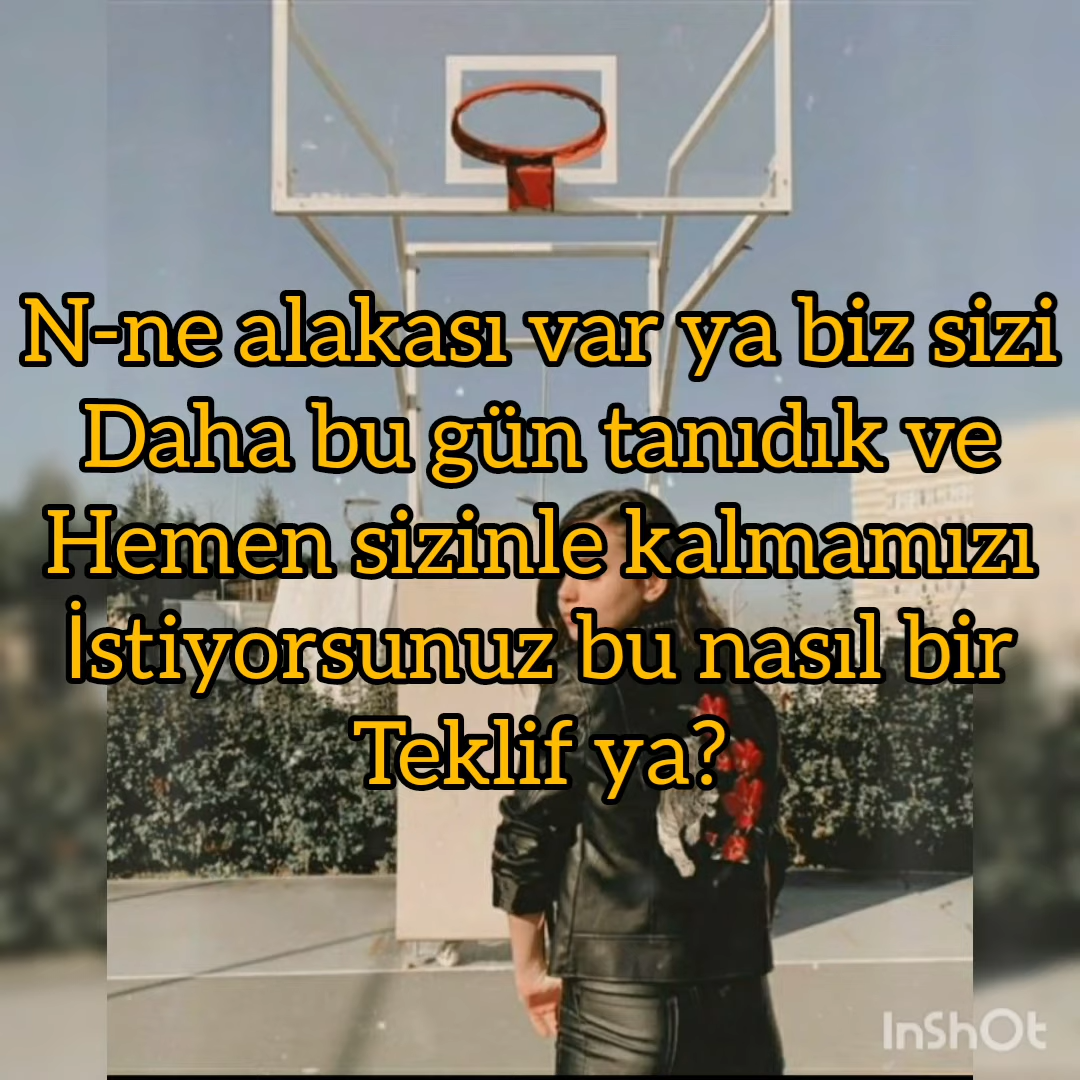 N-ne alakası var ya biz sizi
Daha bu gün tanıdık ve
Hemen sizinle kalmamızı
İstiyorsunuz bu nasıl bir
Teklif ya?
InShOt